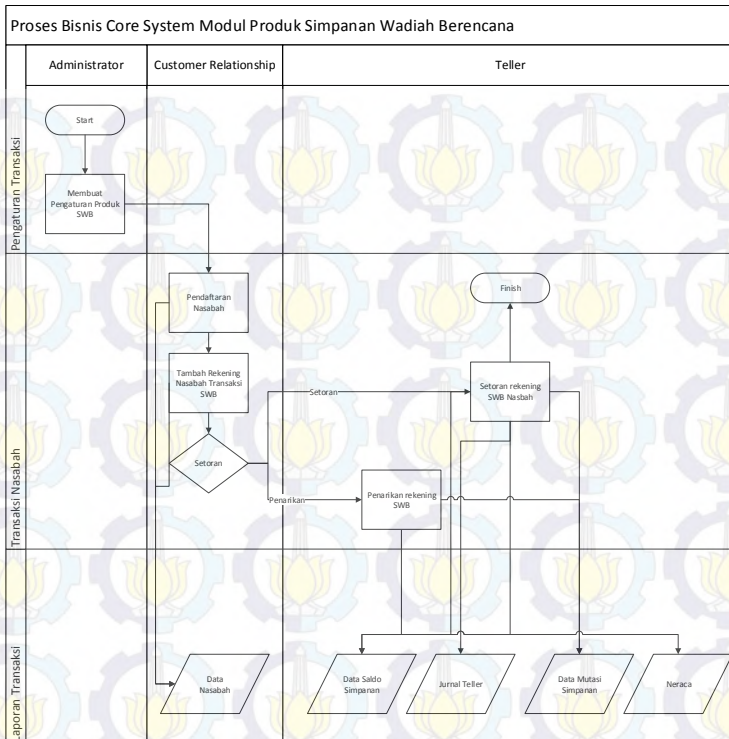 Proses Bisnis Core System Modul Produk Simpanan Wadiah Berencana
Administrator
Customer Relationship
Teller
Pengaturan Transaksi
Start
Membuat
Pengaturan Produk
SWB
Transaksi Nasabah
Pendaftaran
Nasabah
Finish
Tambah Rekening
Nasabah Transaksi
SWB
Setoran
Setoran rekening
SWB Nasbah
Setoran
Penarikan
Penarikan rekening
SWB
Laporan Transaksi
Data
Nasabah
Data Saldo
Simpanan
Jurnal Teller
Data Mutasi
Simpanan
Neraca